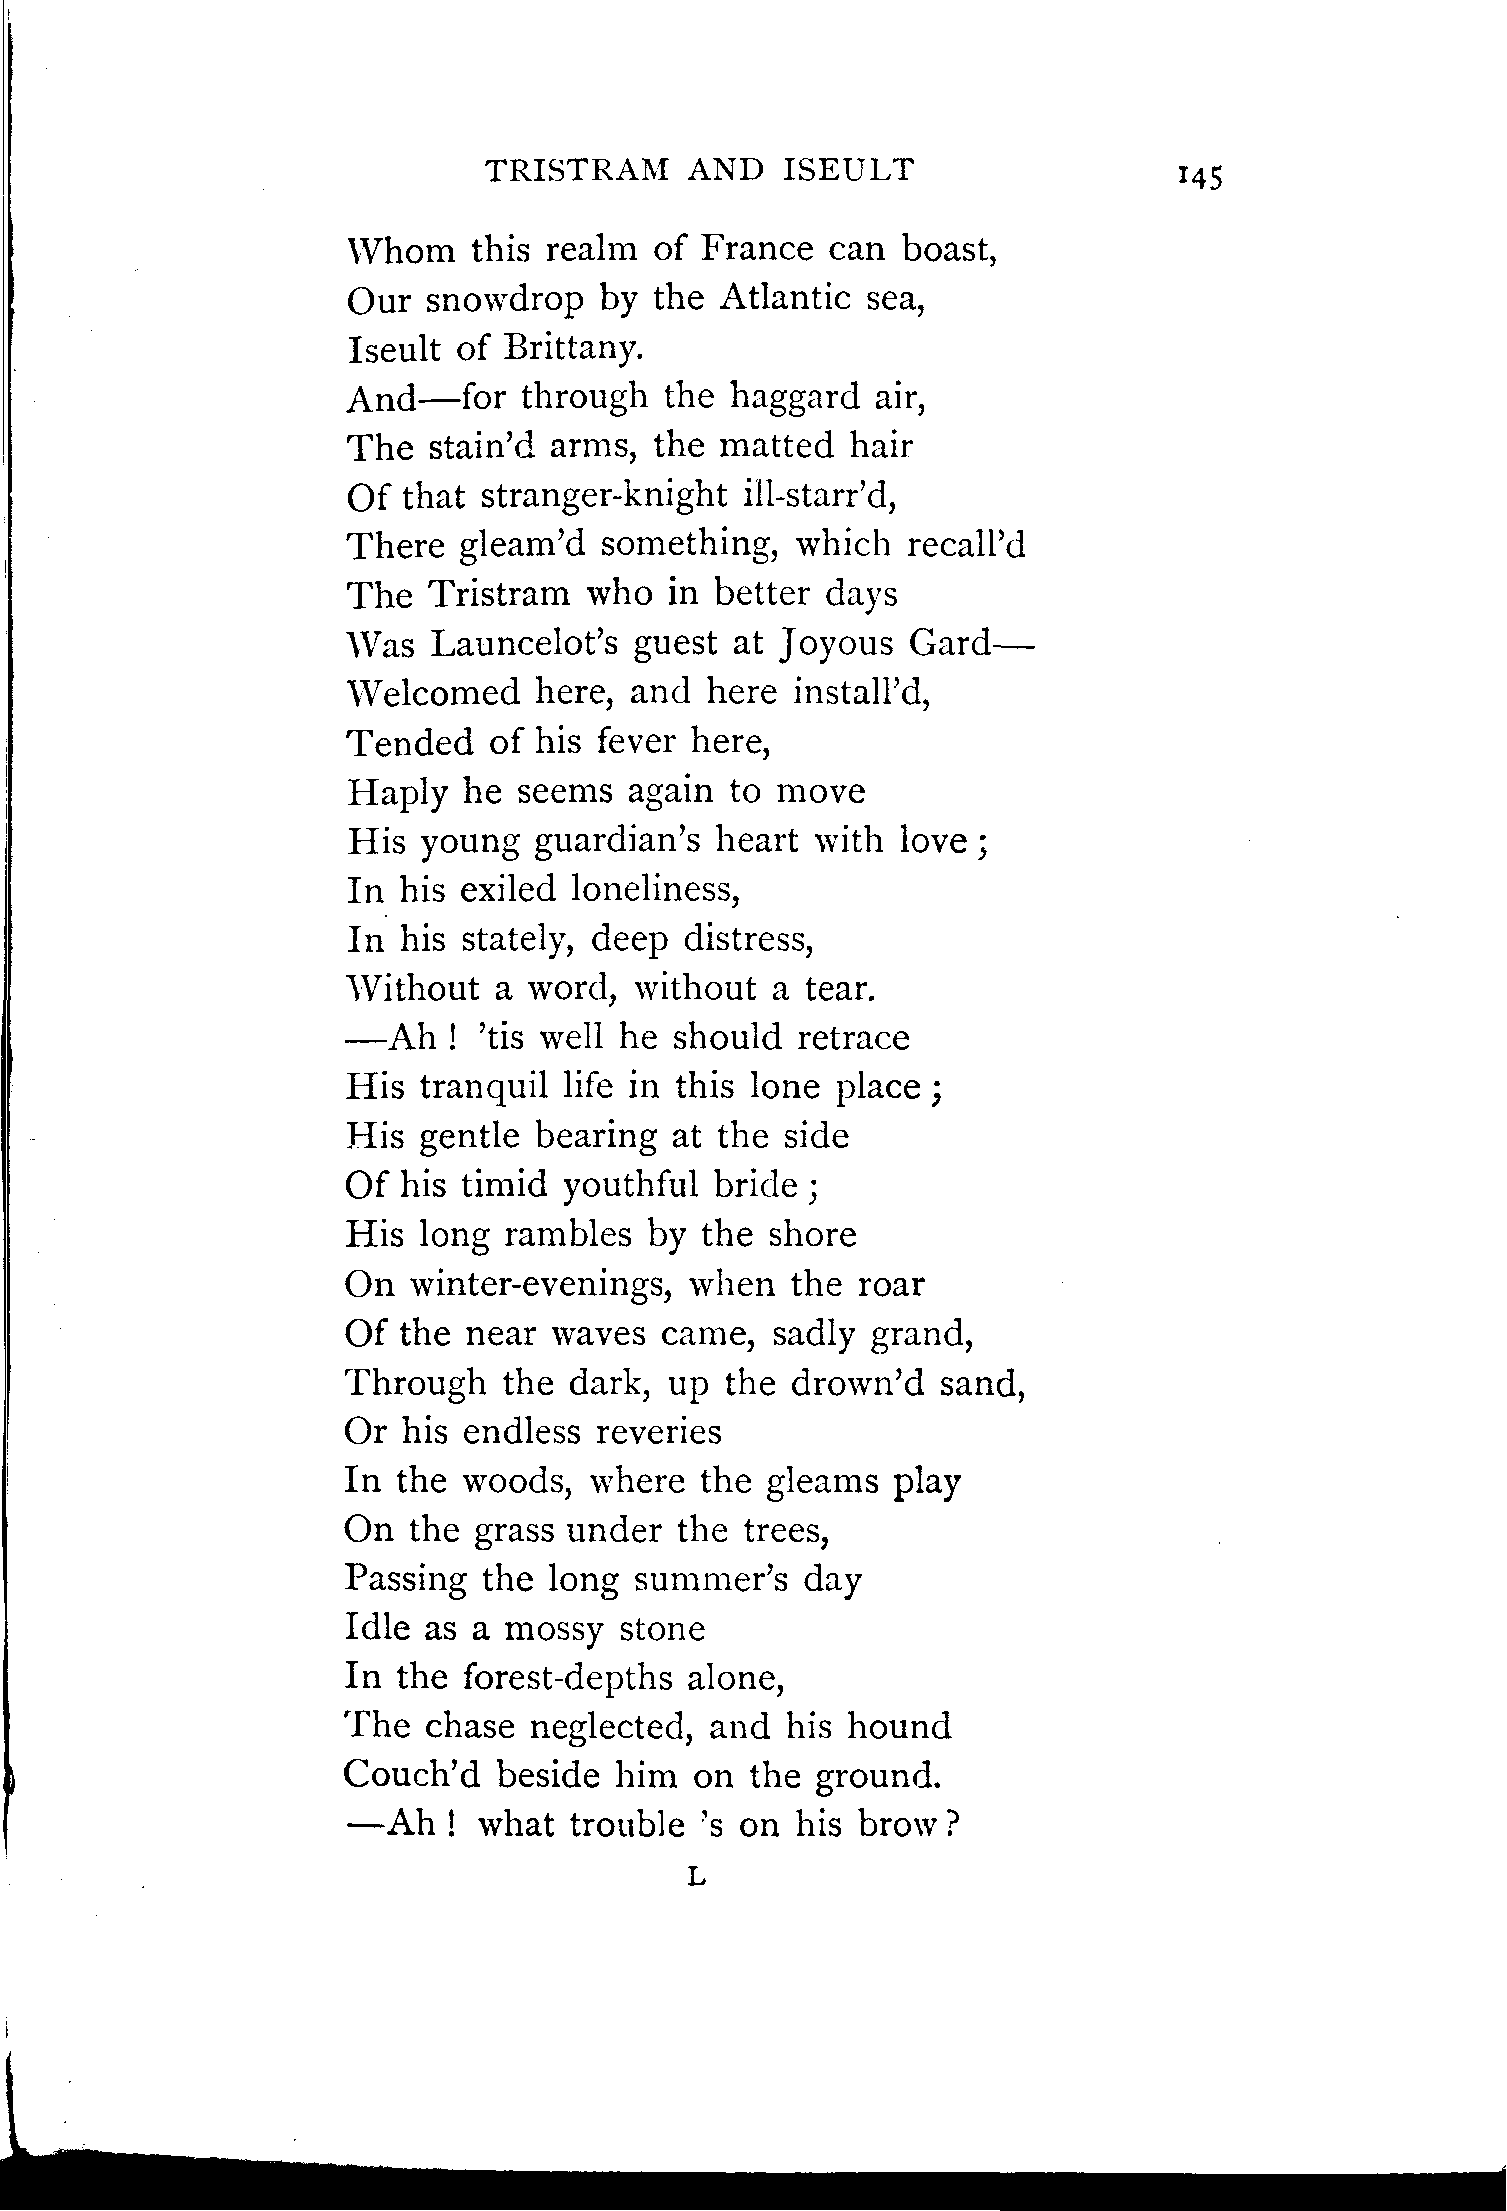 TRISTRAM AND ISEULT 145
Whom this realm of France can boast,
Our snowdrop by the Atlantic sea,
Iseult of Brittany.
And—for through the haggard air,
The stain'd arms, the matted hair
Of that stranger-knight ill-starr'd,
There gleam'd something, which recall'd
The Tristram who in better days
Was Launcelot's guest at Joyous Gard—
Welcomed here, and here install'd,
Tended of his fever here,
Haply he seems again to move
His young guardian's heart with love ;
In his exiled loneliness,
In his stately, deep distress,
Without a word, without a tear.
—Ah ! 'tis well he should retrace
His tranquil life in this lone place ;
His gentle bearing at the side
Of his timid youthful bride ;
His long rambles by the shore
On winter-evenings, when the roar
Of the near waves came, sadly grand,
Through the dark, up the drown'd sand,
Or his endless reveries
In the woods, where the gleams play
On the grass under the trees,
Passing the long summer's day
Idle as a mossy stone
In the forest-depths alone,
The chase neglected, and his hound
Couch'd beside him on the ground.
—Ah ! what trouble 's on his brow ?
L